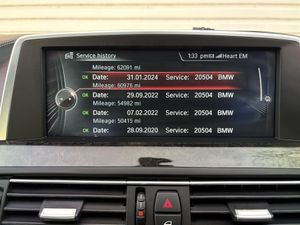 Service history
1:33 pm Heart EM
Mileage: 62091 mi
OK Date: 31.01.2024 Service: 20504 BMW
Mileage: 60976 mi
OK Date: 29.09.2022 Service: 20504 BMW
Mileage: 54982 mi
OK Date: 07.02.2022 Service: 20504 BMW
Mileage: 50415 mi
OK Date: 28.09.2020 Service: 20504 BMW